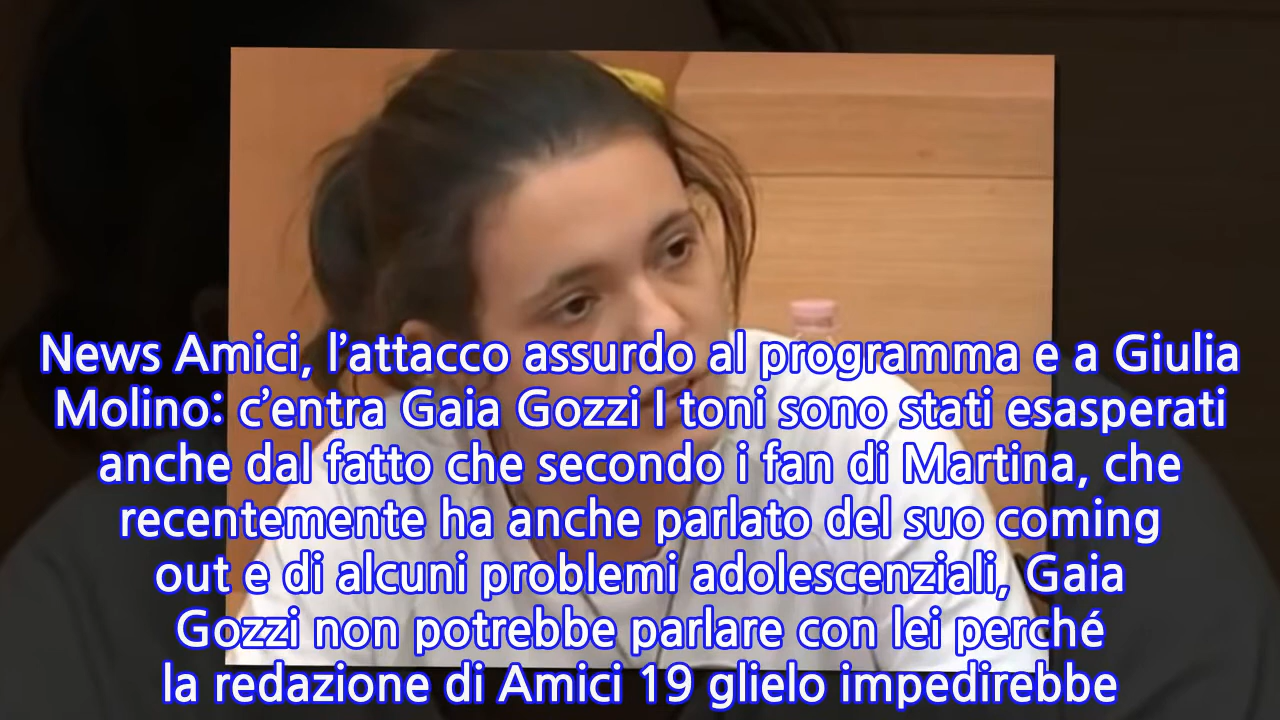 News Amici, l'attacco assurdo al programma e a Giulia
Molino: c'entra Gaia Gozzi I toni sono stati esasperati
anche dal fatto che secondo i fan di Martina, che
recentemente ha anche parlato del suo coming
out e di alcuni problemi adolescenziali, Gaia
Gozzi non potrebbe parlare con lei perché
la redazione di Amici 19 glielo impedirebbe